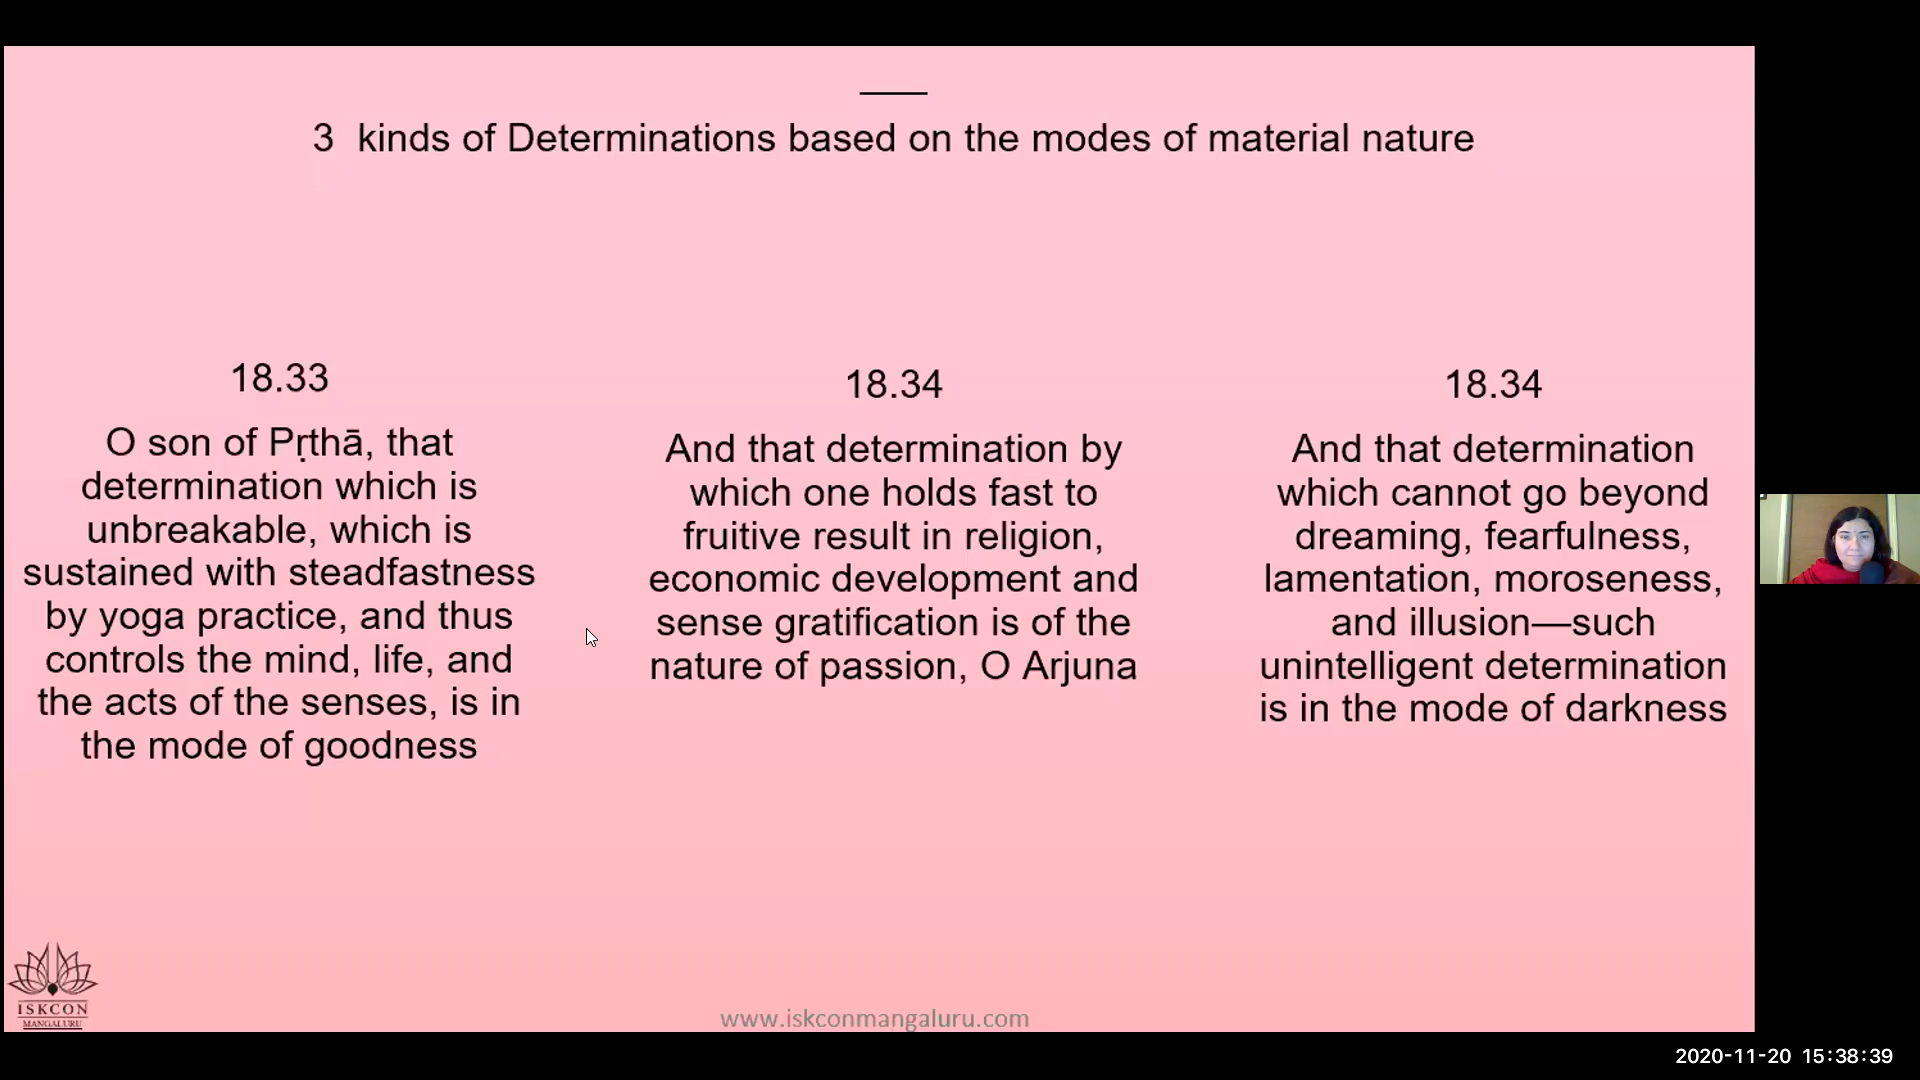 3 kinds of Determinations based on the modes of material nature
18.33
O son of Pṛthā, that
determination which is
unbreakable, which is
sustained with steadfastness
by yoga practice, and thus
controls the mind, life, and
the acts of the senses, is in
the mode of goodness
18.34
And that determination by
which one holds fast to
fruitive result in religion,
economic development and
sense gratification is of the
nature of passion, O Arjuna
18.34
And that determination
which cannot go beyond
dreaming, fearfulness,
lamentation, moroseness,
and illusion—such
unintelligent determination
is in the mode of darkness
ISKCON
MANGALURU
www.iskconmangaluru.com
2020-11-20 15:38:39